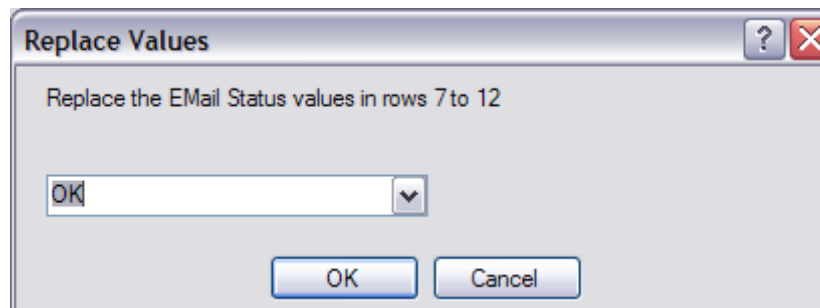 Replace Values
?
Replace the EMail Status values in rows 7 to 12
OK
OK Cancel